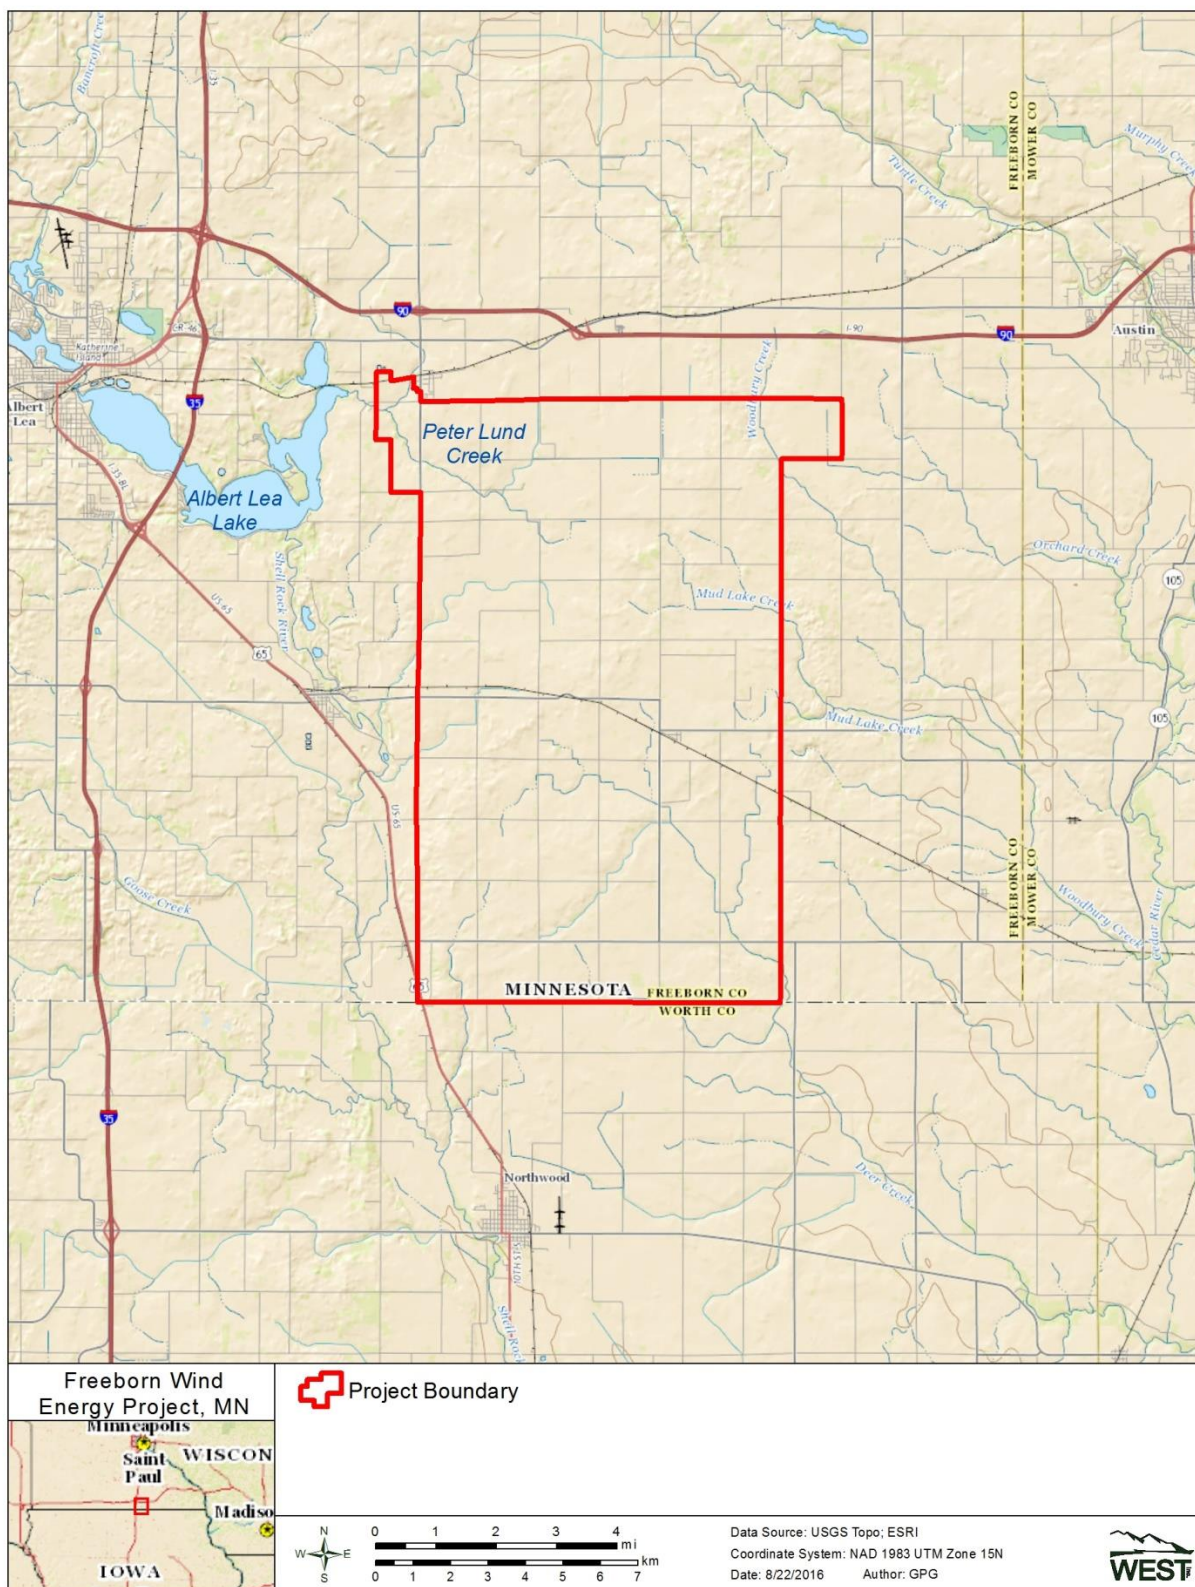 Bancroft Creek
I-35
FREEBORN CO
MOWER CO
Murphy Creek
Turtle Creek
90
I-90
90
Austin
CR-46
Katherine
Island
Albert
Lea
35
Woodbury Creek
Peter Lund
Creek
Albert Lea
Lake
I-35 BL
Shell Rock River
Orchard Creek
105
Mud Lake Creek
US-65
65
Mud Lake Creek
105
US-65
Goose Creek
FREEBORN CO
MOWER CO
Woodbury Creek
Cedar River
65
MINNESOTA
FREEBORN CO
WORTH CO
35
Deer Creek
Northwood
10TH ST S
Shell Rock
Freeborn Wind
Energy Project, MN
Project Boundary
Minneapolis
Saint
Paul
WISCON
Madiso
IOWA
N
W E
S
0 1 2 3 4
mi
km
0 1 2 3 4 5 6 7
Data Source: USGS Topo; ESRI
Coordinate System: NAD 1983 UTM Zone 15N
Date: 8/22/2016 Author: GPG
WEST